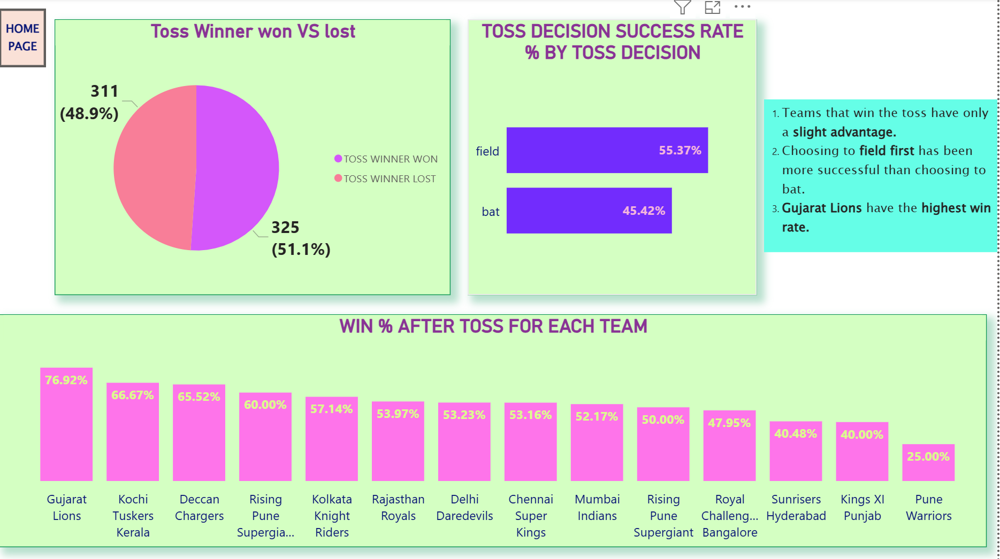 HOME
PAGE
Toss Winner won VS lost
311
(48.9%)
325
(51.1%)
TOSS WINNER WON
TOSS WINNER LOST
TOSS DECISION SUCCESS RATE
% BY TOSS DECISION
field
55.37%
bat
45.42%
1. Teams that win the toss have only
a slight advantage.
2. Choosing to field first has been
more successful than choosing to
bat.
3. Gujarat Lions have the highest win
rate.
WIN % AFTER TOSS FOR EACH TEAM
76.92%
66.67%
65.52%
60.00%
57.14%
53.97%
53.23%
53.16%
52.17%
50.00%
47.95%
40.48%
40.00%
25.00%
Gujarat
Lions
Kochi
Tuskers
Kerala
Deccan
Chargers
Rising
Pune
Supergia...
Kolkata
Knight
Riders
Rajasthan
Royals
Delhi
Daredevils
Chennai
Super
Kings
Mumbai
Indians
Rising
Pune
Supergiant
Royal
Challeng...
Bangalore
Sunrisers
Hyderabad
Kings XI
Punjab
Pune
Warriors